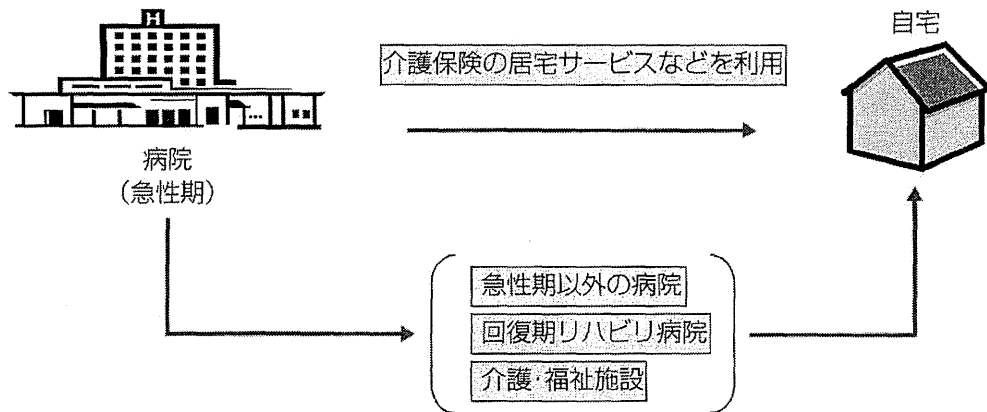 H
自宅
介護保険の居宅サービスなどを利用
病院
(急性期)
急性期以外の病院
回復期リハビリ病院
介護・福祉施設